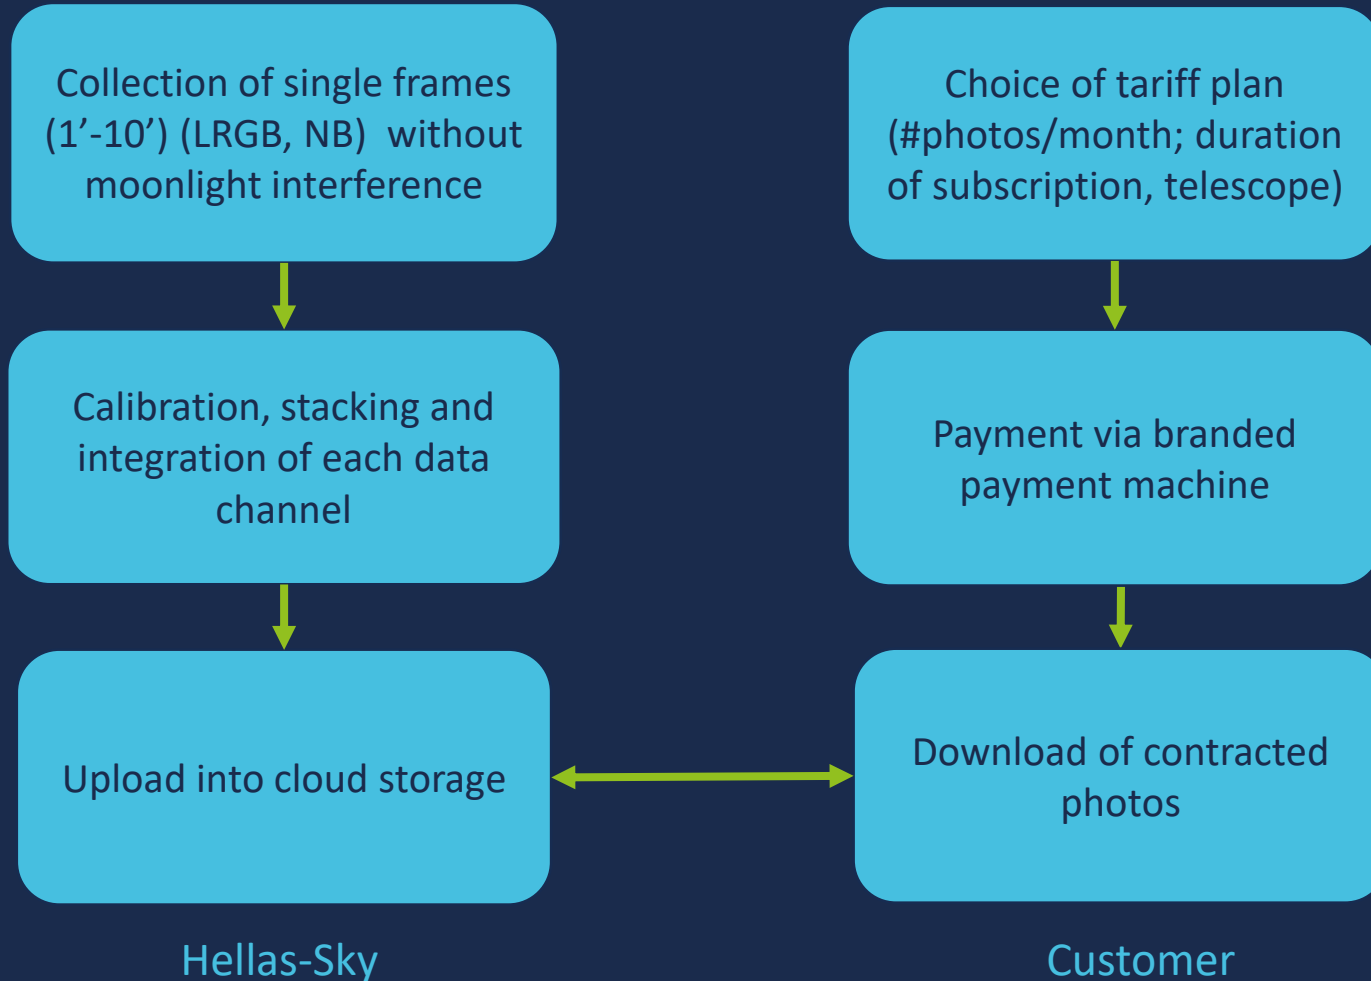 Collection of single frames
(1’-10’) (LRGB, NB)  without
moonlight interference
Calibration, stacking and
integration of each data
channel
Upload into cloud storage
Hellas-Sky
Choice of tariff plan
(#photos/month; duration
of subscription, telescope)
Payment via branded
payment machine
Download of contracted
photos
Customer